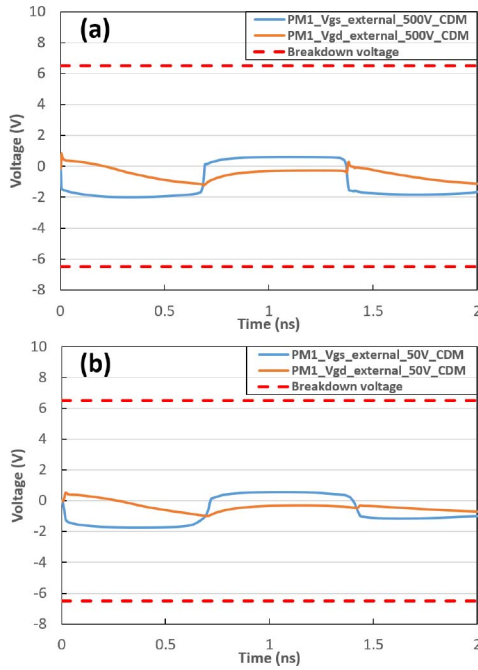 (a)
PM1_Vgs_external_500V_CDM
PM1_Vgd_external_500V_CDM
Breakdown voltage
10
8
6
4
2
0
-2
-4
-6
-8
Voltage (V)
0 0.5 1 1.5 2
Time (ns)
(b)
PM1_Vgs_external_50V_CDM
PM1_Vgd_external_50V_CDM
Breakdown voltage
10
8
6
4
2
0
-2
-4
-6
-8
Voltage (V)
0 0.5 1 1.5 2
Time (ns)